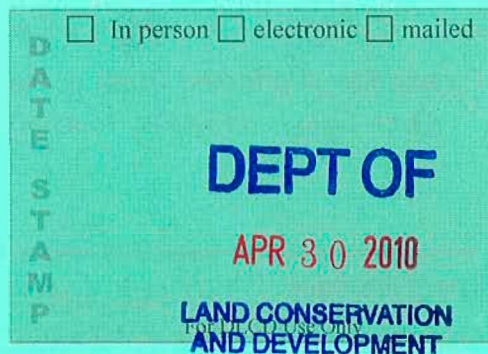 ☐ In person ☐ electronic ☐ mailed
DATE STAMP
DEPT OF
APR 30 2010
LAND CONSERVATION
For DLCD Use Only
AND DEVELOPMENT